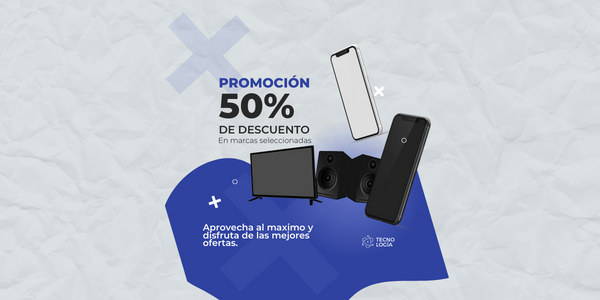 PROMOCIÓN
50%
DE DESCUENTO
En marcas seleccionadas
Aprovecha al maximo y
disfruta de las mejores
ofertas.
TECNO
LOGÍA